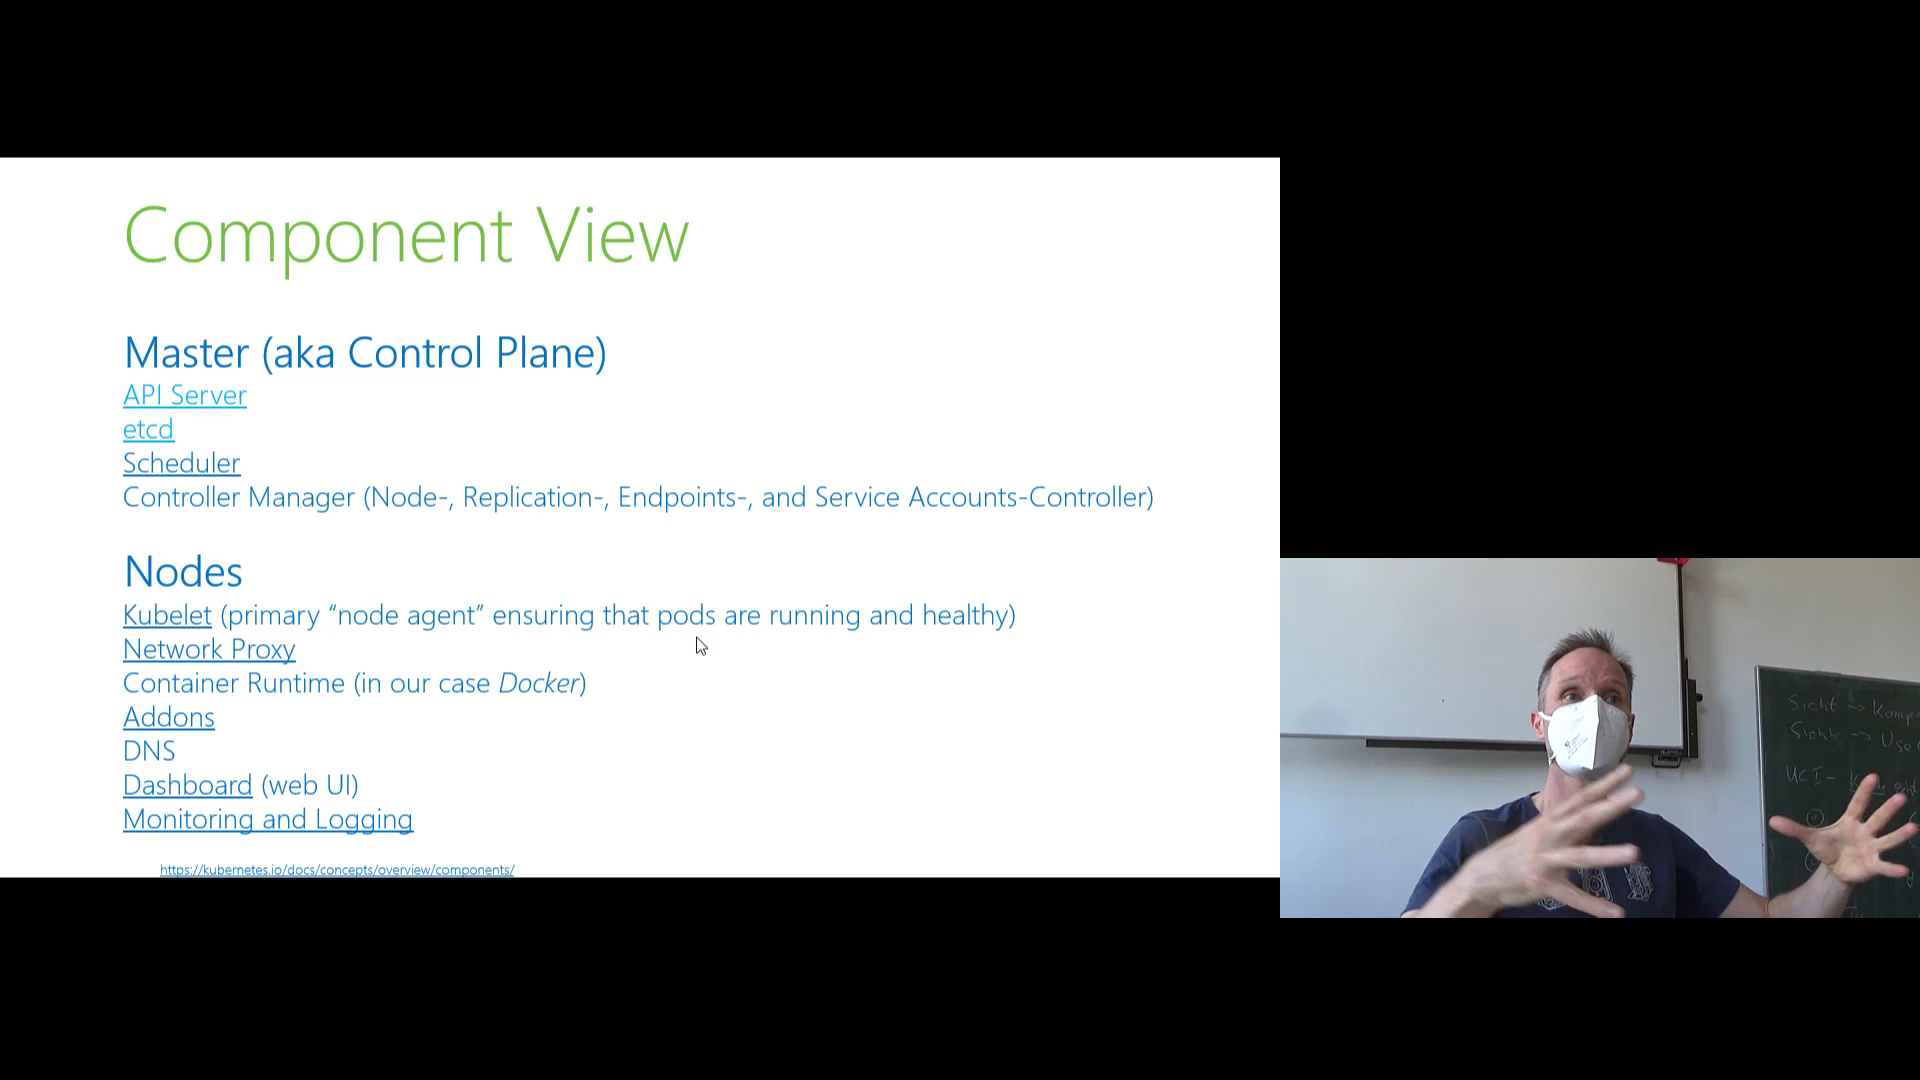 Component View
Master (aka Control Plane)
API Server
etcd
Scheduler
Controller Manager (Node-, Replication-, Endpoints-, and Service Accounts-Controller)
Nodes
Kubelet (primary “node agent” ensuring that pods are running and healthy)
Network Proxy
Container Runtime (in our case Docker)
Addons
DNS
Dashboard (web UI)
Monitoring and Logging
https://kubernetes.io/docs/concepts/overview/components/
Sicht -> Komp
Sicht -> Use